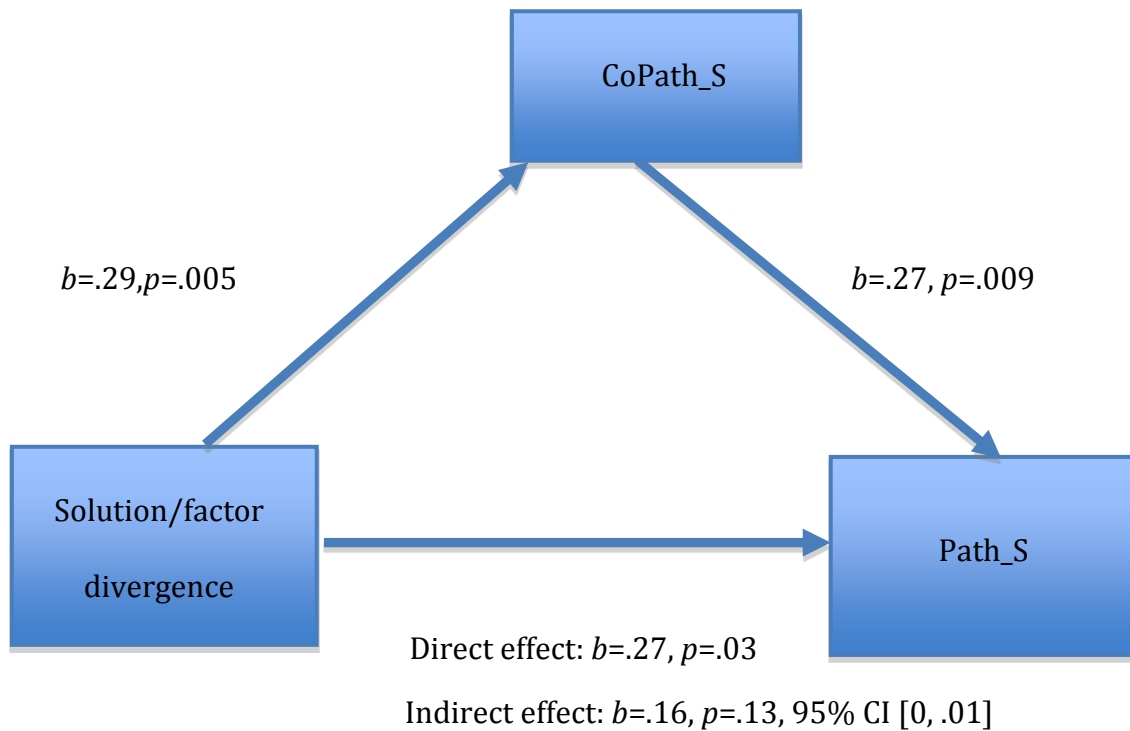 CoPath_S
b=.29,p=.005
b=.27, p=.009
Solution/factor
divergence
Path_S
Direct effect: b=.27, p=.03
Indirect effect: b=.16, p=.13, 95% CI [0, .01]